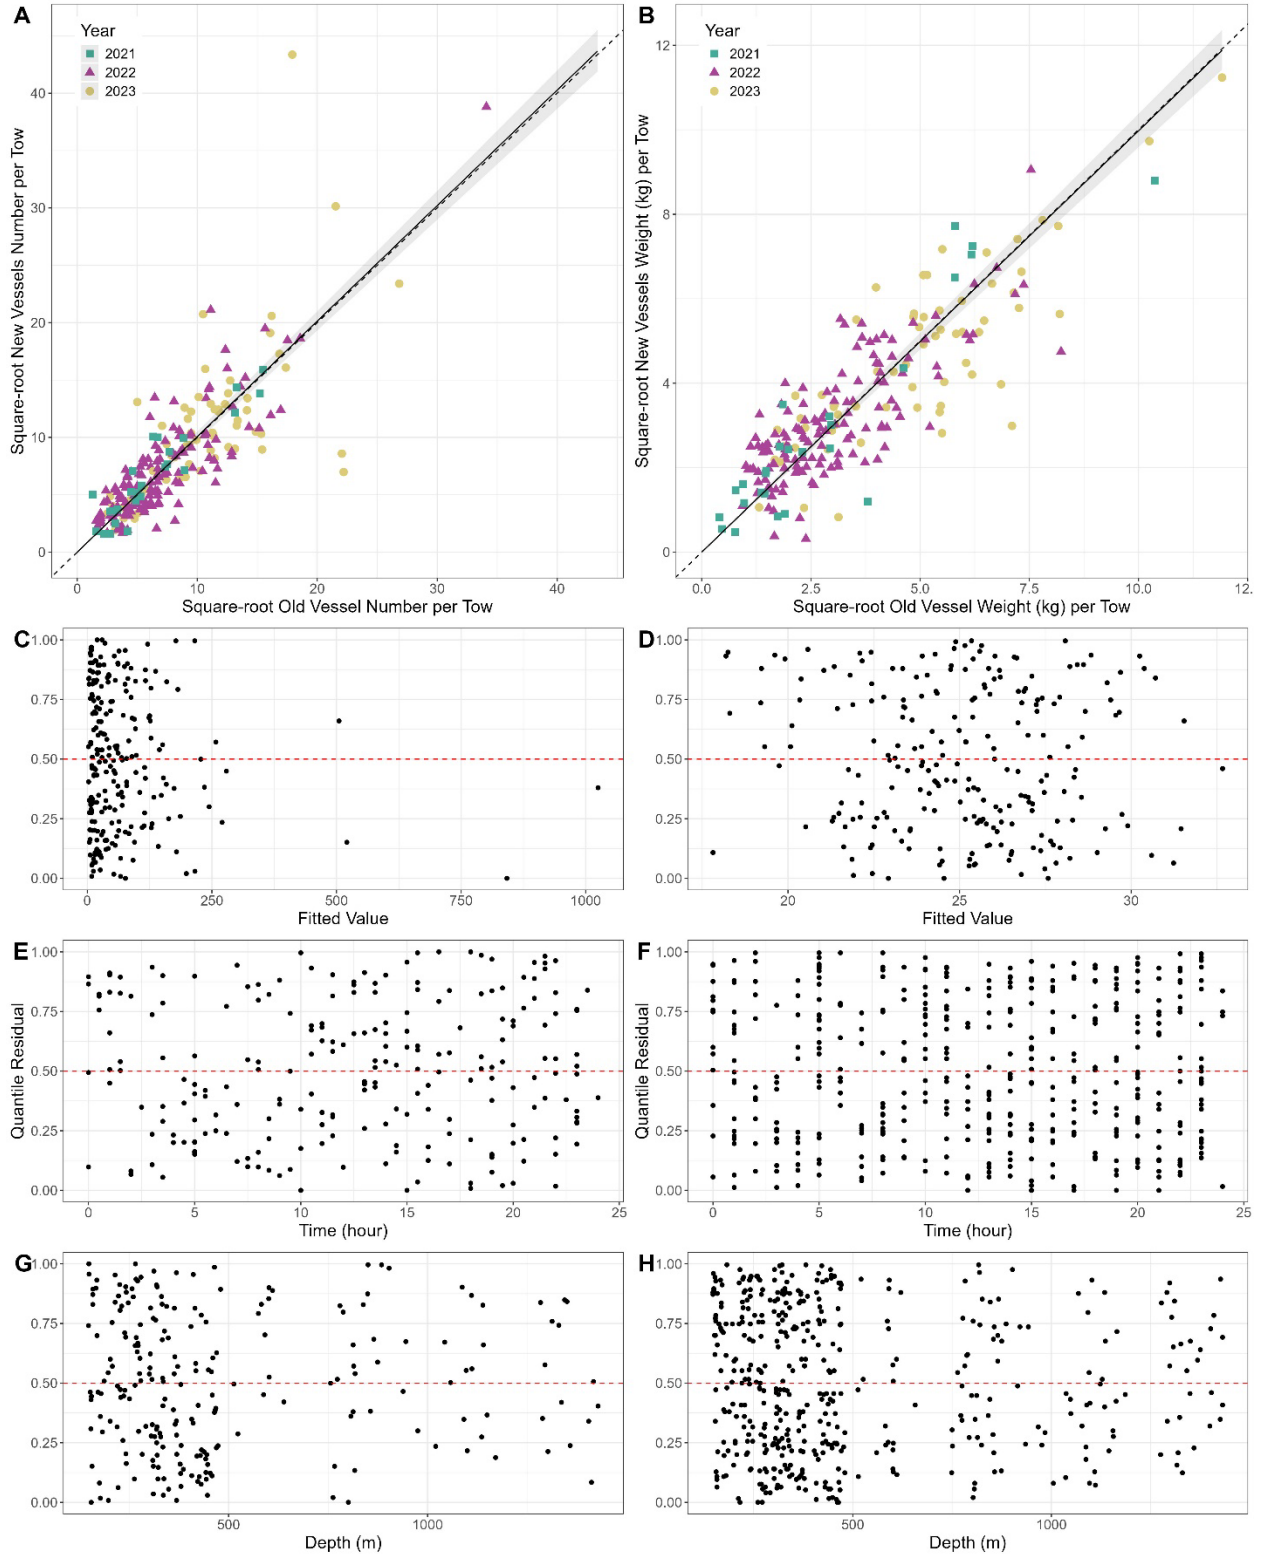 A
Year
2021
2022
2023
40
30
20
10
0
0 10 20 30 40
Square-root New Vessels Number per Tow
Square-root Old Vessel Number per Tow
B
Year
2021
2022
2023
12
8
4
0
0.0 2.5 5.0 7.5 10.0 12.
Square-root New Vessels Weight (kg) per Tow
Square-root Old Vessel Weight (kg) per Tow
C
1.00
0.75
0.50
0.25
0.00
0 250 500 750 1000
Fitted Value
D
1.00
0.75
0.50
0.25
0.00
20 25 30
Fitted Value
E
1.00
0.75
0.50
0.25
0.00
Quantile Residual
0 5 10 15 20 25
Time (hour)
F
1.00
0.75
0.50
0.25
0.00
Quantile Residual
0 5 10 15 20 25
Time (hour)
G
1.00
0.75
0.50
0.25
0.00
500 1000
Depth (m)
H
1.00
0.75
0.50
0.25
0.00
500 1000
Depth (m)